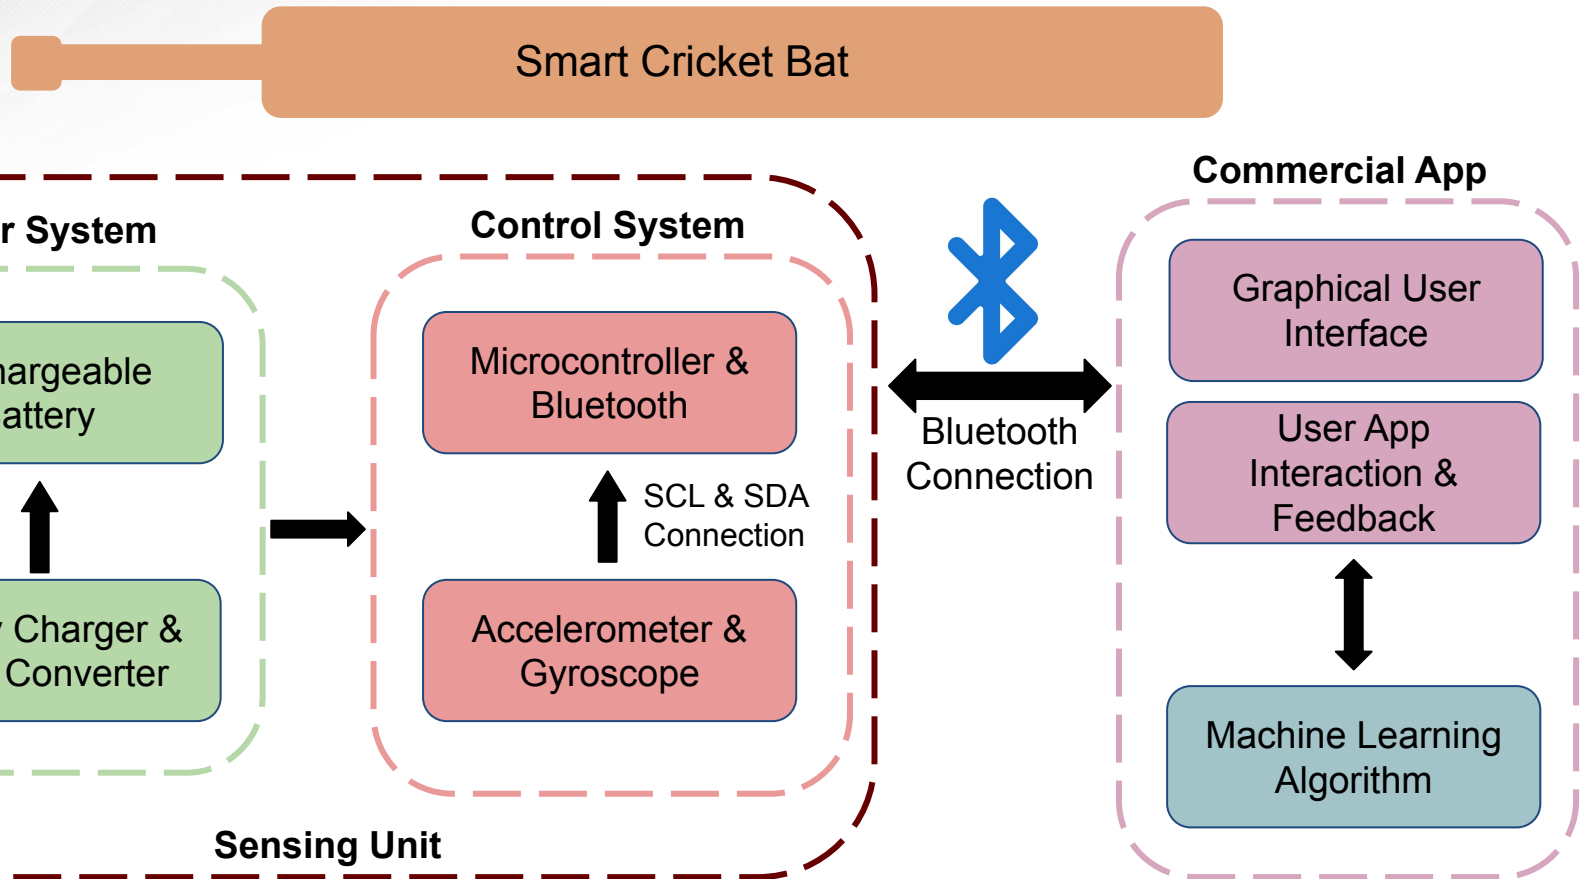 Smart Cricket Bat
Commercial App
r System
Control System
Graphical User
Interface
hargeable
attery
Microcontroller &
Bluetooth
Bluetooth
Connection
User App
Interaction &
Feedback
SCL & SDA
Connection
Charger &
Converter
Accelerometer &
Gyroscope
Machine Learning
Algorithm
Sensing Unit